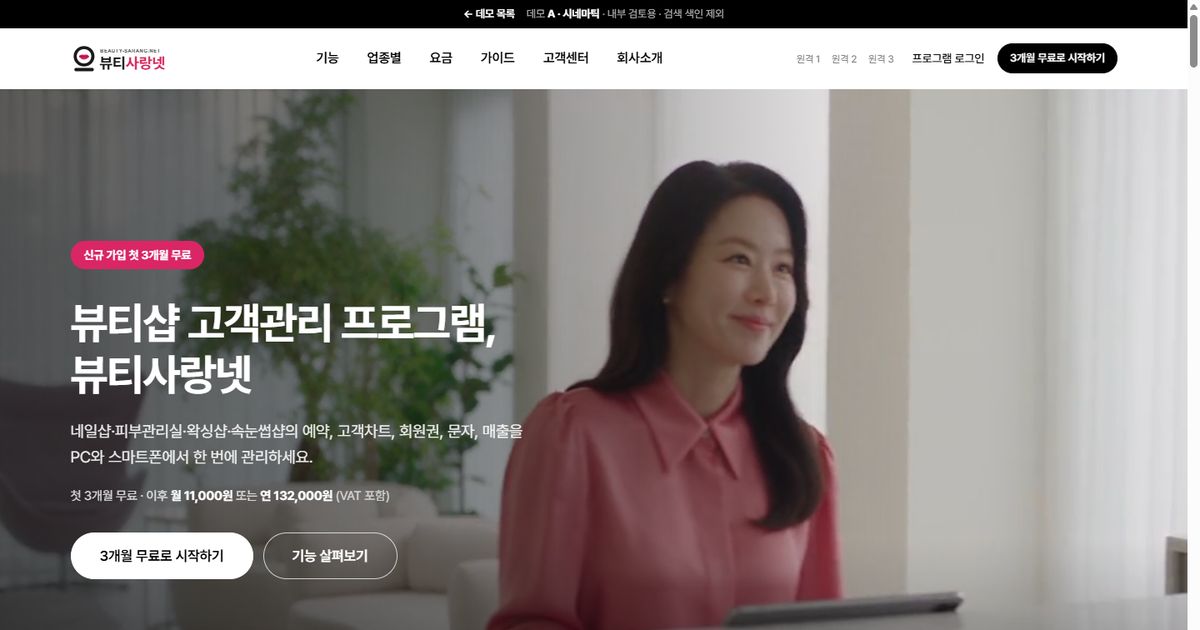 ← 데모 목록 데모 A · 시네마틱 · 내부 검토용 · 검색 색인 제외
BEAUTY-SARANG.NET
뷰티사랑넷
기능 업종별 요금 가이드 고객센터 회사소개
원격 1 원격 2 원격 3 프로그램 로그인 3개월 무료로 시작하기
신규 가입 첫 3개월 무료
뷰티샵 고객관리 프로그램,
뷰티사랑넷
네일샵·피부관리실·왁싱샵·속눈썹샵의 예약, 고객차트, 회원권, 문자, 매출을
PC와 스마트폰에서 한 번에 관리하세요.
첫 3개월 무료 · 이후 월 11,000원 또는 연 132,000원 (VAT 포함)
3개월 무료로 시작하기 기능 살펴보기